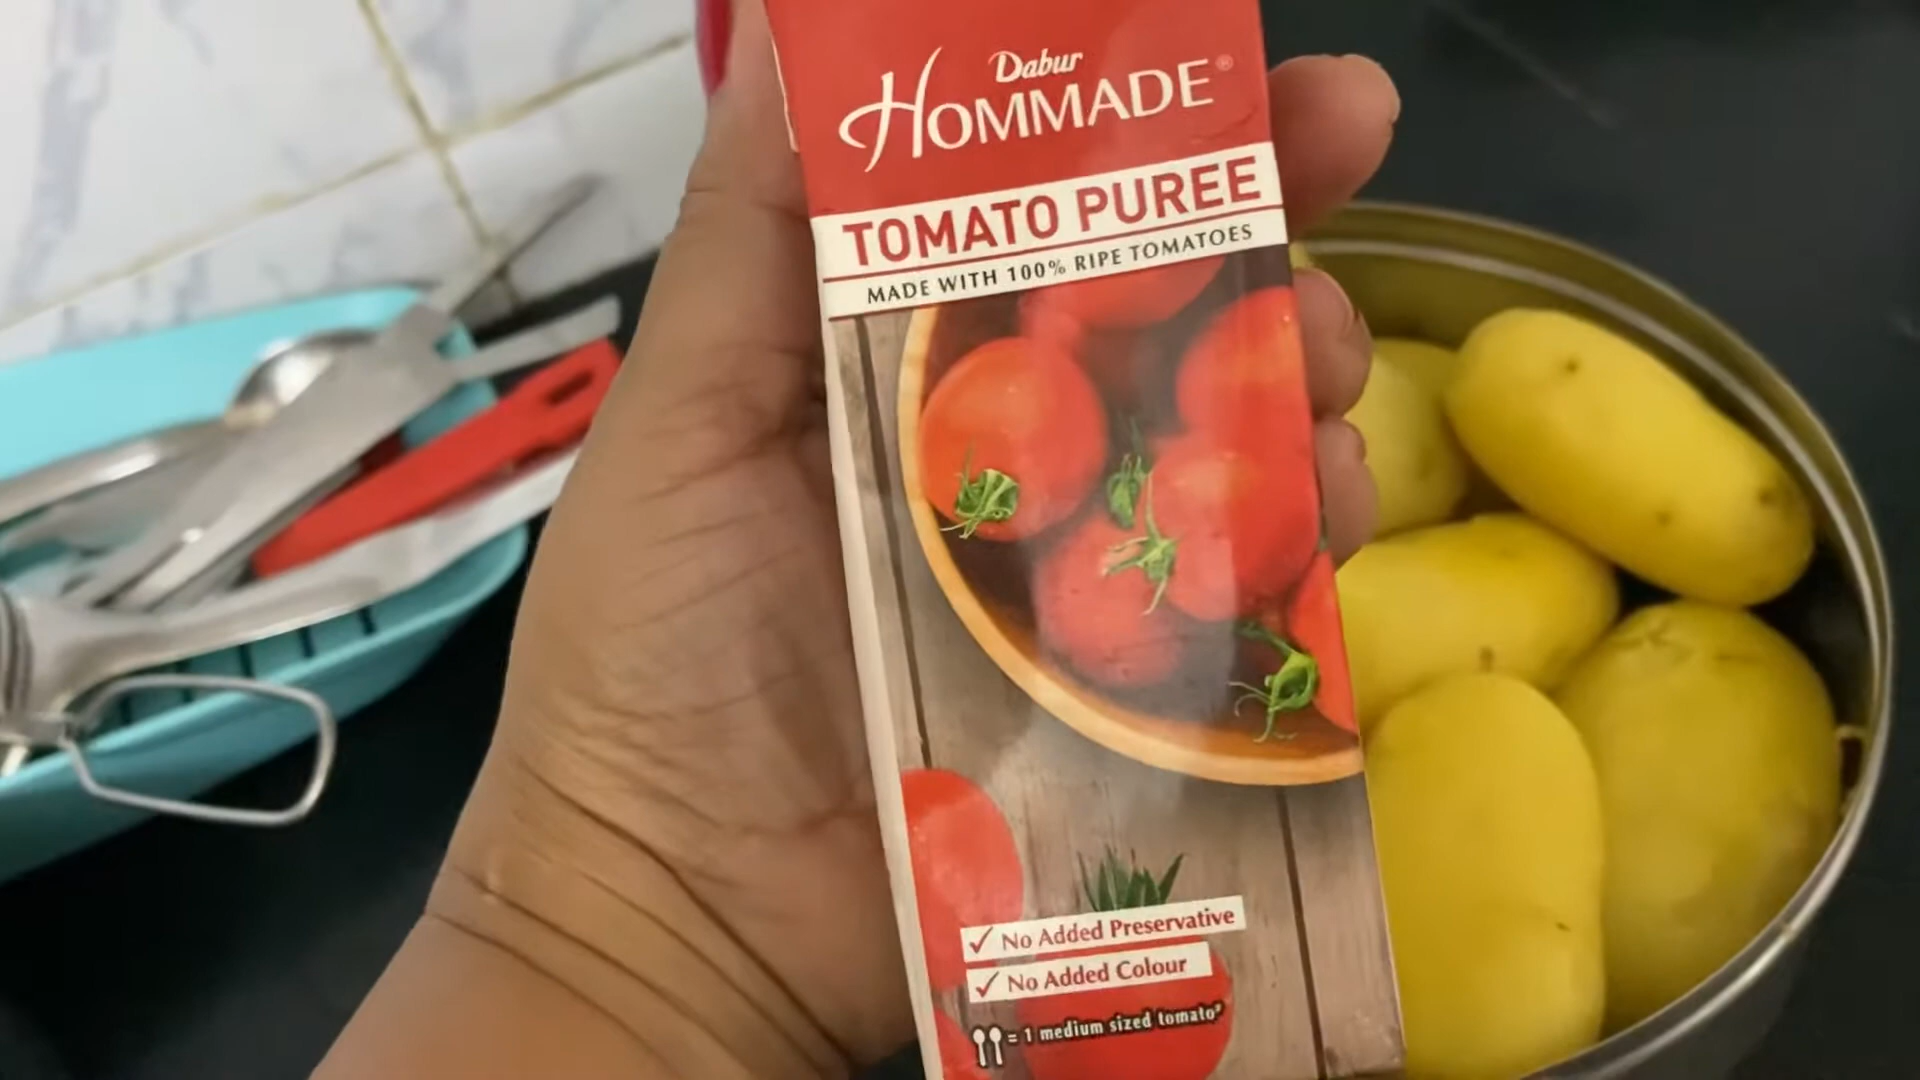 Dabur
HOMMADE®
TOMATO PUREE
MADE WITH 100% RIPE TOMATOES
✓ No Added Preservative
✓ No Added Colour
= 1 medium sized tomato#